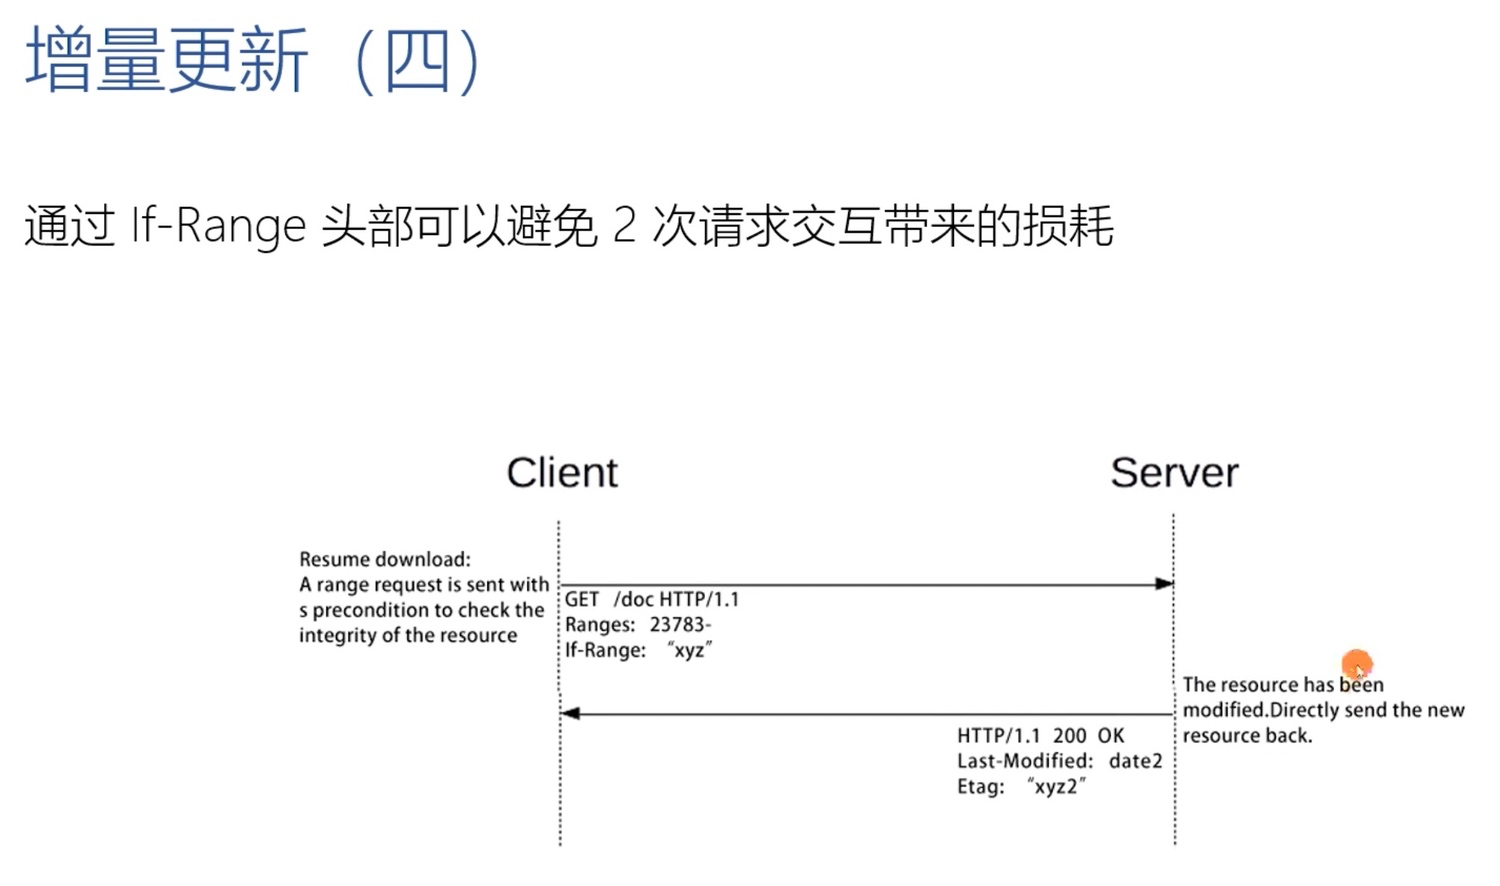 增量更新（四）
通过 If-Range 头部可以避免 2 次请求交互带来的损耗
Client
Server
Resume download:
A range request is sent with
s precondition to check the
integrity of the resource
GET /doc HTTP/1.1
Ranges: 23783-
If-Range: “xyz”
The resource has been
modified.Directly send the new
resource back.
HTTP/1.1 200 OK
Last-Modified: date2
Etag: “xyz2”